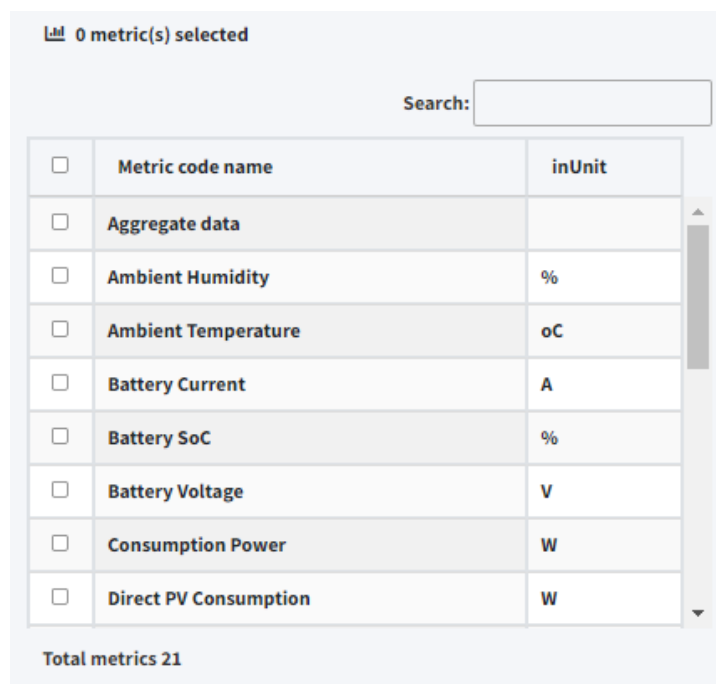 0 metric(s) selected
Search:
Metric code name inUnit
Aggregate data
Ambient Humidity %
Ambient Temperature oC
Battery Current A
Battery SoC %
Battery Voltage V
Consumption Power W
Direct PV Consumption W
Total metrics 21